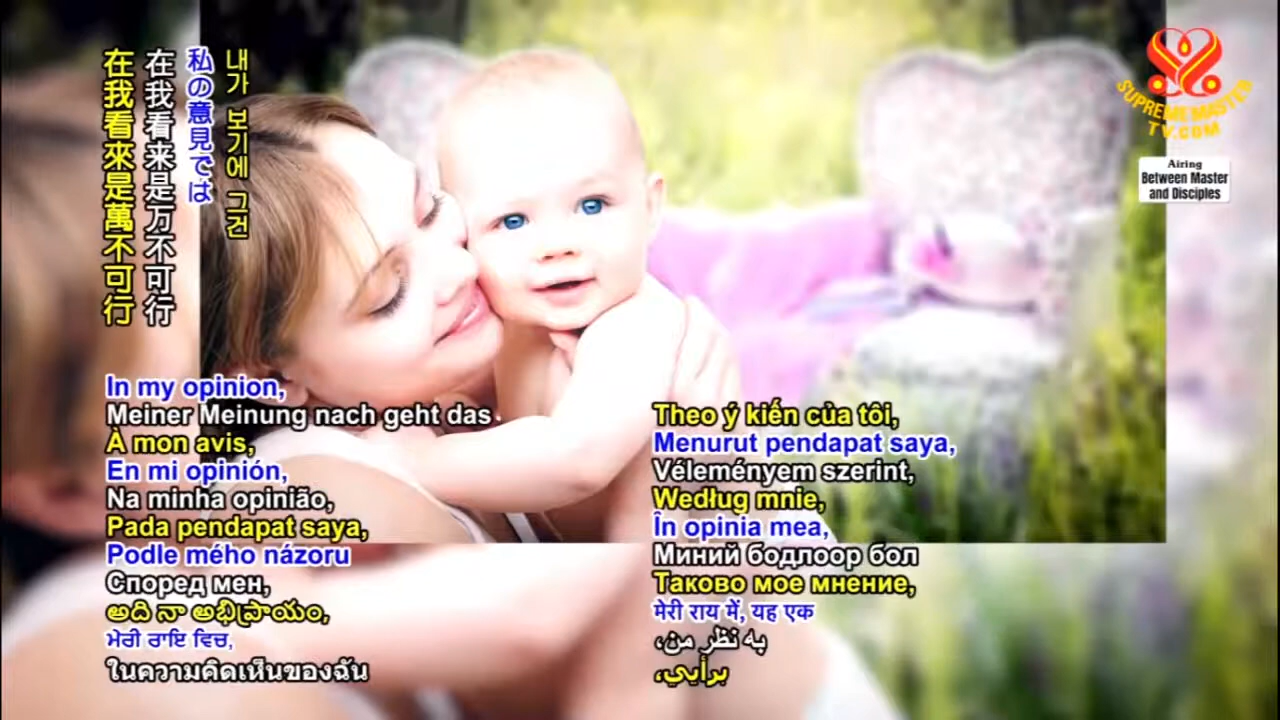 在我看來是萬不可行
在我看来是万不可行
私の意見では
내가 보기에 그건
In my opinion,
Meiner Meinung nach geht das
À mon avis,
En mi opinión,
Na minha opinião,
Pada pendapat saya,
Podle mého názoru
Според мен,
అది నా అభిప్రాయం,
ਮੇਰੀ ਰਾਇ ਵਿਚ,
ในความคิดเห็นของฉัน
Theo ý kiến của tôi,
Menurut pendapat saya,
Véleményem szerint,
Według mnie,
În opinia mea,
Миний бодлоор бол
Таково мое мнение,
मेरी राय में, यह एक
به نظر من،
برأيي،
SUPREME MASTER
TV.COM
Airing
Between Master
and Disciples